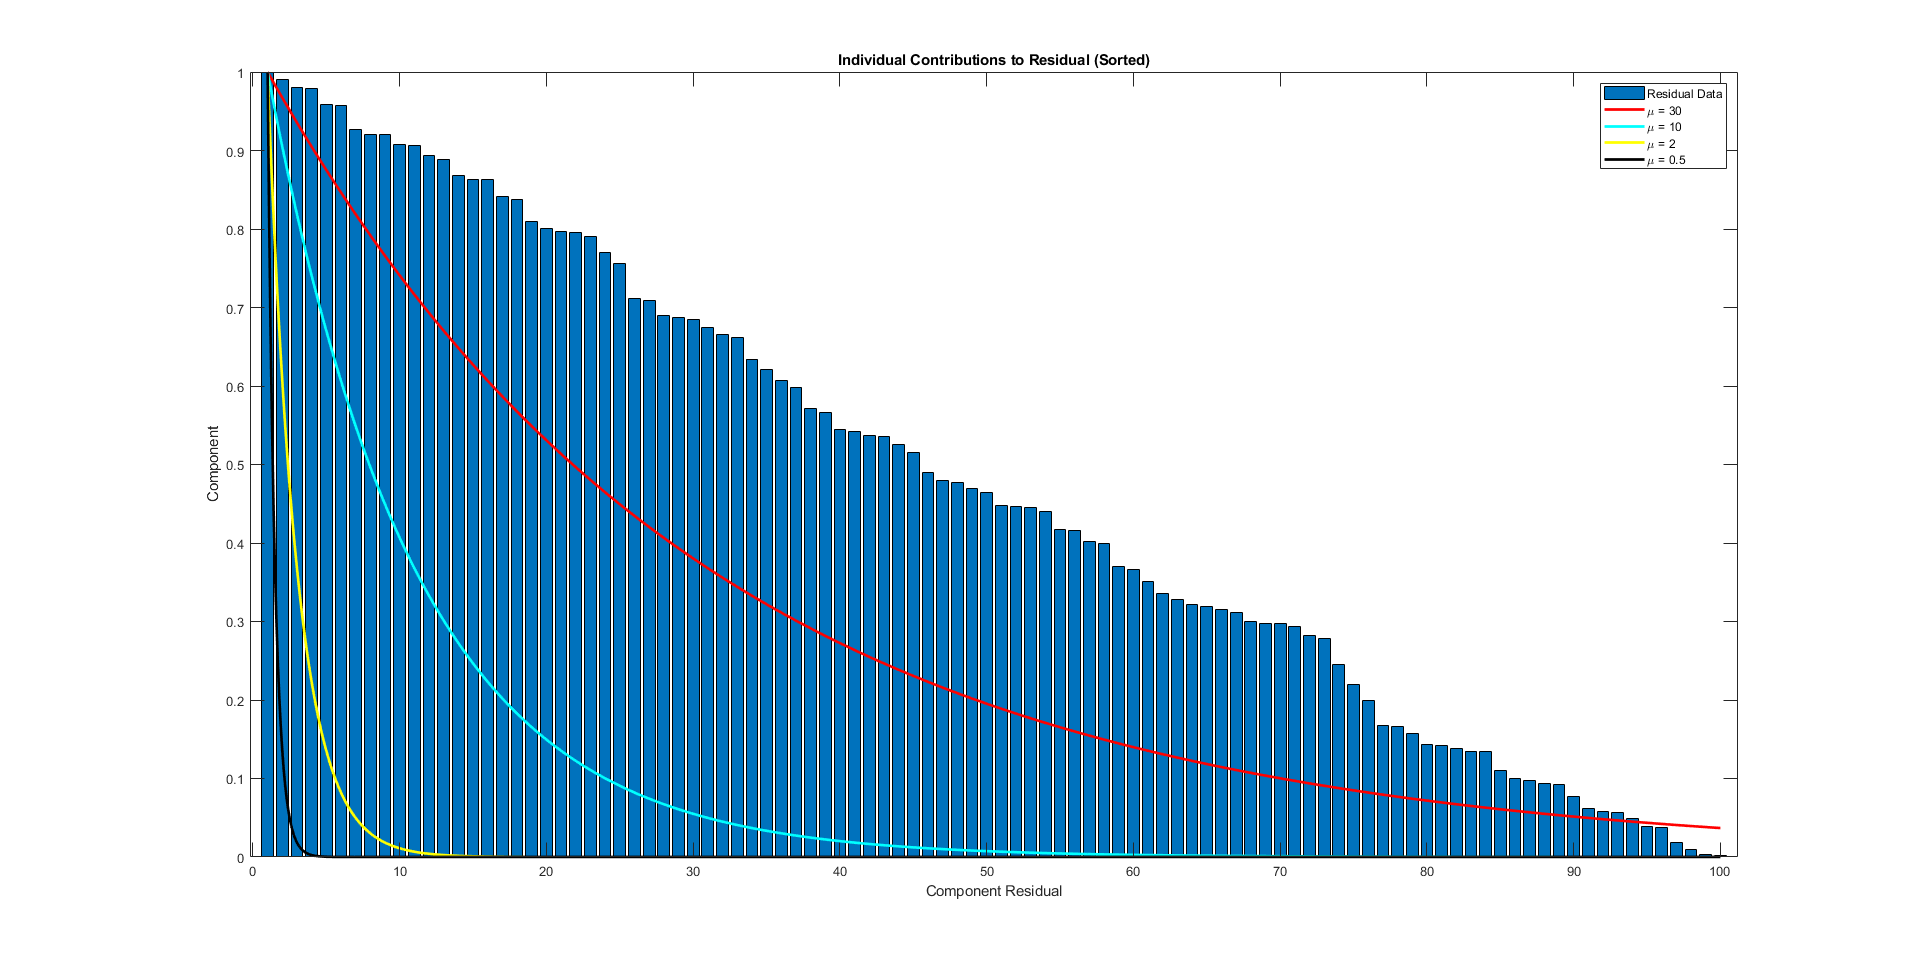 Individual Contributions to Residual (Sorted)
Residual Data
μ = 30
μ = 10
μ = 2
μ = 0.5
Component
1
0.9
0.8
0.7
0.6
0.5
0.4
0.3
0.2
0.1
0
0 10 20 30 40 50 60 70 80 90 100
Component Residual